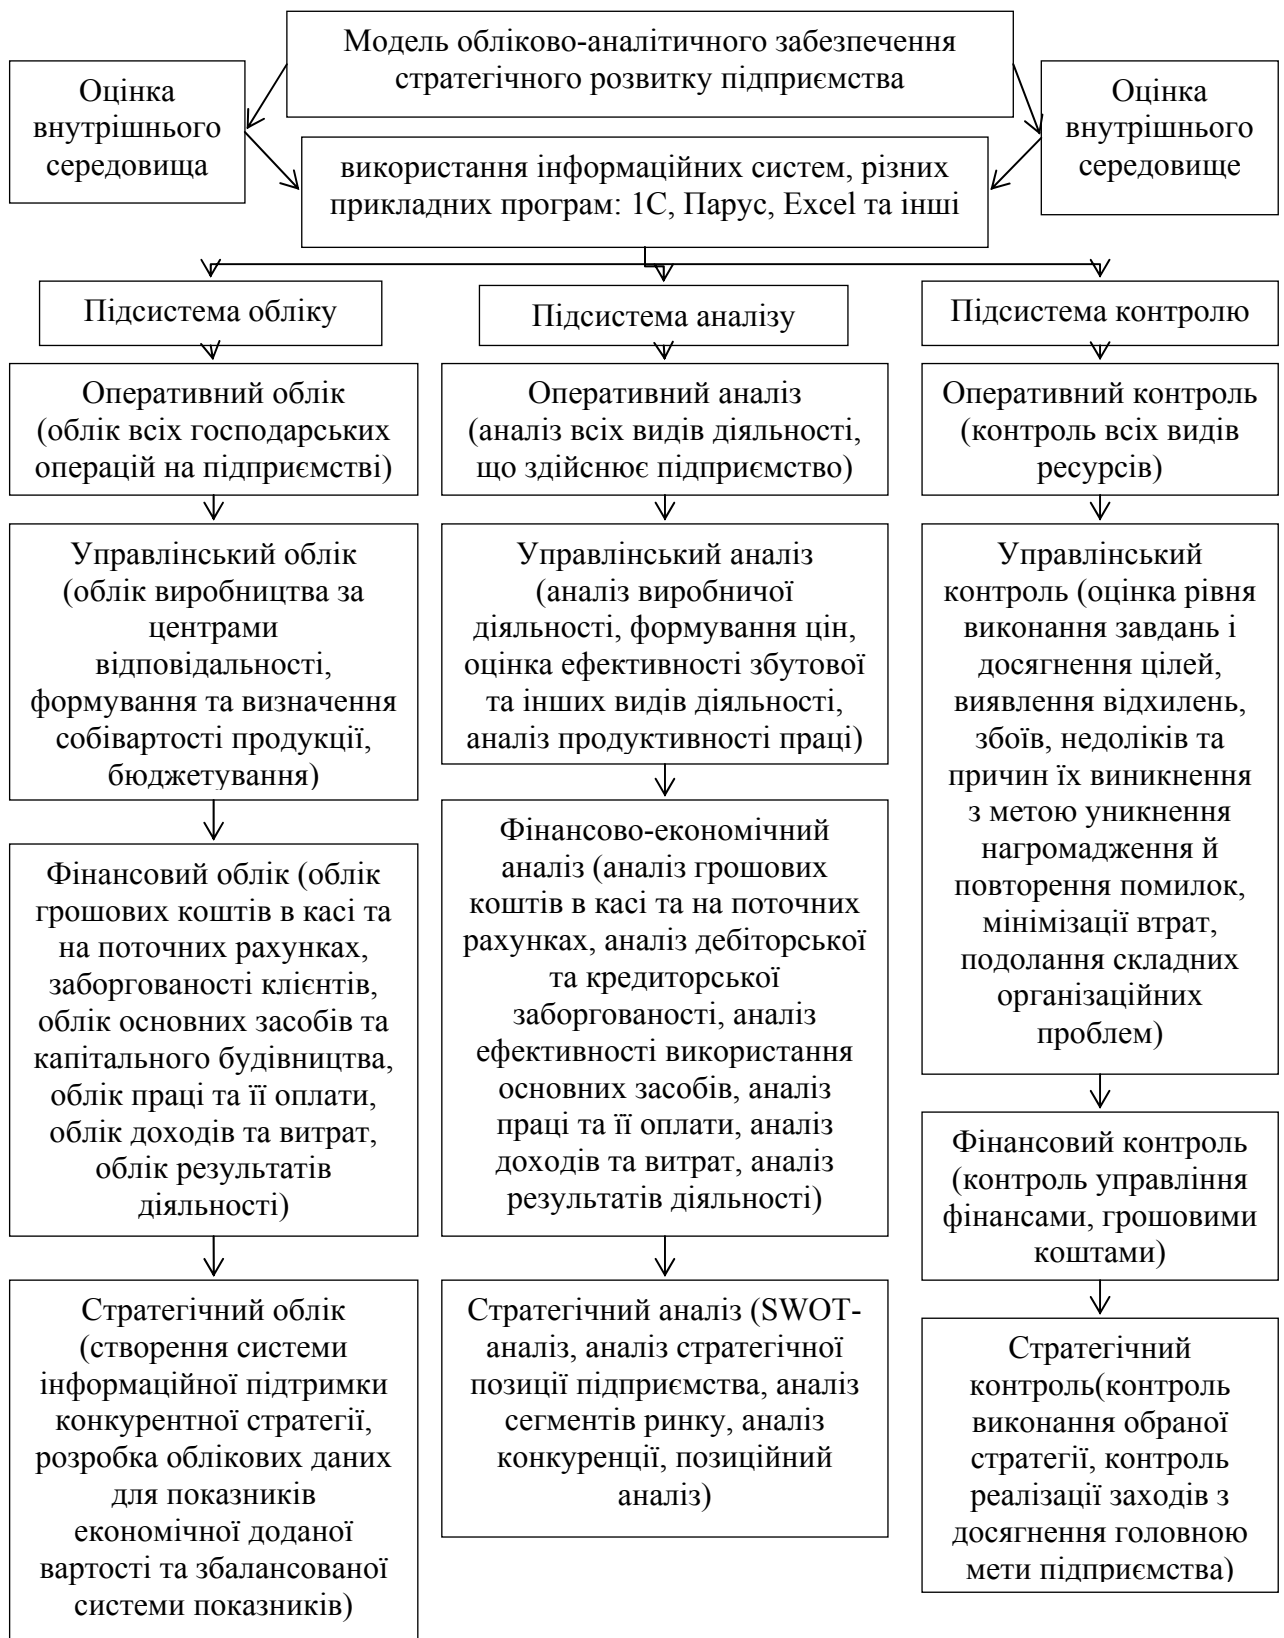 Модель обліково-аналітичного забезпечення
стратегічного розвитку підприємства
Оцінка
внутрішнього
середовища
Оцінка
внутрішнього
середовище
використання інформаційних систем, різних
прикладних програм: 1С, Парус, Excel та інші
Підсистема обліку
Підсистема аналізу
Підсистема контролю
Оперативний облік
(облік всіх господарських
операцій на підприємстві)
Управлінський облік
(облік виробництва за
центрами
відповідальності,
формування та визначення
собівартості продукції,
бюджетування)
Фінансовий облік (облік
грошових коштів в касі та
на поточних рахунках,
заборгованості клієнтів,
облік основних засобів та
капітального будівництва,
облік праці та її оплати,
облік доходів та витрат,
облік результатів
діяльності)
Стратегічний облік
(створення системи
інформаційної підтримки
конкурентної стратегії,
розробка облікових даних
для показників
економічної доданої
вартості та збалансованої
системи показників)
Оперативний аналіз
(аналіз всіх видів діяльності,
що здійснює підприємство)
Управлінський аналіз
(аналіз виробничої
діяльності, формування цін,
оцінка ефективності збутової
та інших видів діяльності,
аналіз продуктивності праці)
Фінансово-економічний
аналіз (аналіз грошових
коштів в касі та на поточних
рахунках, аналіз дебіторської
та кредиторської
заборгованості, аналіз
ефективності використання
основних засобів, аналіз
праці та її оплати, аналіз
доходів та витрат, аналіз
результатів діяльності)
Стратегічний аналіз (SWOT-
аналіз, аналіз стратегічної
позиції підприємства, аналіз
сегментів ринку, аналіз
конкуренції, позиційний
аналіз)
Оперативний контроль
(контроль всіх видів
ресурсів)
Управлінський
контроль (оцінка рівня
виконання завдань і
досягнення цілей,
виявлення відхилень,
збоїв, недоліків та
причин їх виникнення
з метою уникнення
нагромадження й
повторення помилок,
мінімізації втрат,
подолання складних
організаційних
проблем)
Фінансовий контроль
(контроль управління
фінансами, грошовими
коштами)
Стратегічний
контроль(контроль
виконання обраної
стратегії, контроль
реалізації заходів з
досягнення головною
мети підприємства)